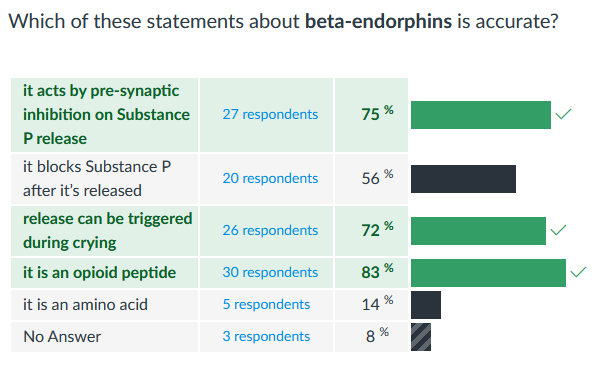 Which of these statements about beta-endorphins is accurate?
it acts by pre-synaptic
inhibition on Substance
P release
27 respondents
75 %
it blocks Substance P
after it's released
20 respondents
56 %
release can be triggered
during crying
26 respondents
72 %
it is an opioid peptide
30 respondents
83 %
it is an amino acid
5 respondents
14 %
No Answer
3 respondents
8 %